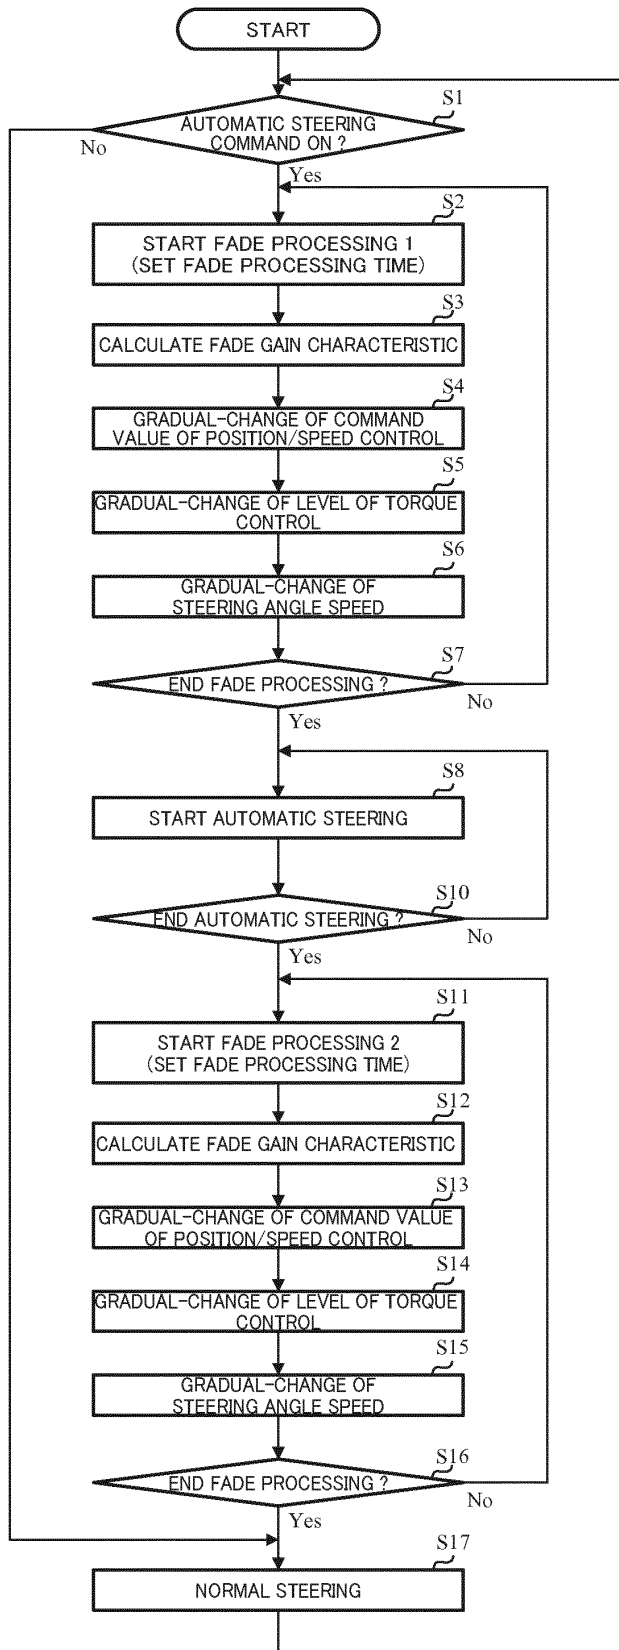 START
S1
AUTOMATIC STEERING
COMMAND ON ?
No
Yes
S2
START FADE PROCESSING 1
(SET FADE PROCESSING TIME)
S3
CALCULATE FADE GAIN CHARACTERISTIC
S4
GRADUAL-CHANGE OF COMMAND
VALUE OF POSITION/SPEED CONTROL
S5
GRADUAL-CHANGE OF LEVEL OF TORQUE
CONTROL
S6
GRADUAL-CHANGE OF
STEERING ANGLE SPEED
S7
END FADE PROCESSING ?
No
Yes
S8
START AUTOMATIC STEERING
S10
END AUTOMATIC STEERING ?
No
Yes
S11
START FADE PROCESSING 2
(SET FADE PROCESSING TIME)
S12
CALCULATE FADE GAIN CHARACTERISTIC
S13
GRADUAL-CHANGE OF COMMAND VALUE
OF POSITION/SPEED CONTROL
S14
GRADUAL-CHANGE OF LEVEL OF TORQUE
CONTROL
S15
GRADUAL-CHANGE OF
STEERING ANGLE SPEED
S16
END FADE PROCESSING ?
No
Yes
S17
NORMAL STEERING